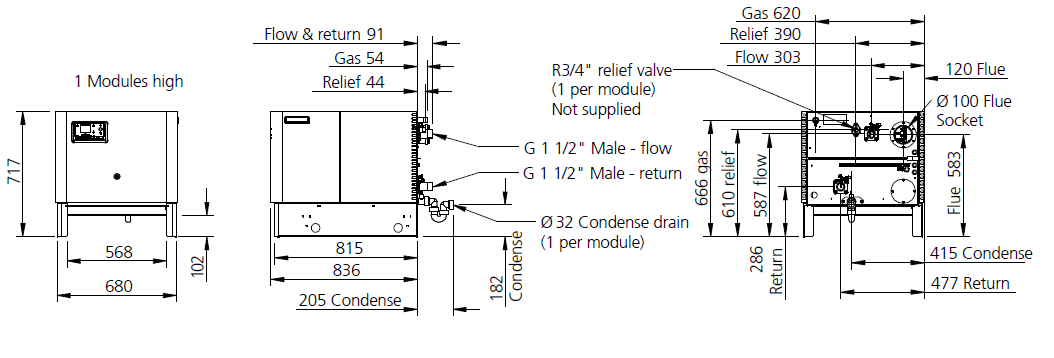 1 Modules high
717
568
680
102
Flow & return 91
Gas 54
Relief 44
G 1 1/2" Male - flow
G 1 1/2" Male - return
Ø 32 Condense drain
(1 per module)
815
836
205 Condense
182
Condense
Gas 620
Relief 390
Flow 303
R3/4" relief valve
(1 per module)
Not supplied
120 Flue
Ø 100 Flue
Socket
666 gas
610 relief
587 flow
Flue 583
286
Return
415 Condense
477 Return